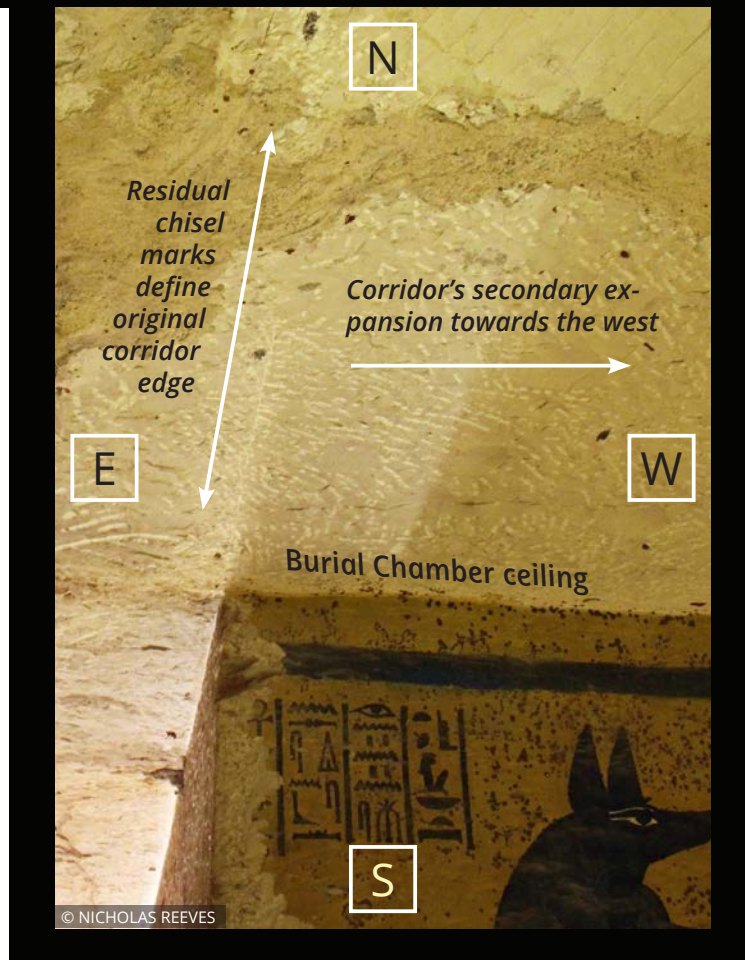 N
Residual
chisel
marks
define
original
corridor
edge
Corridor’s secondary ex-
pansion towards the west
E
W
Burial Chamber ceiling
S
© NICHOLAS REEVES